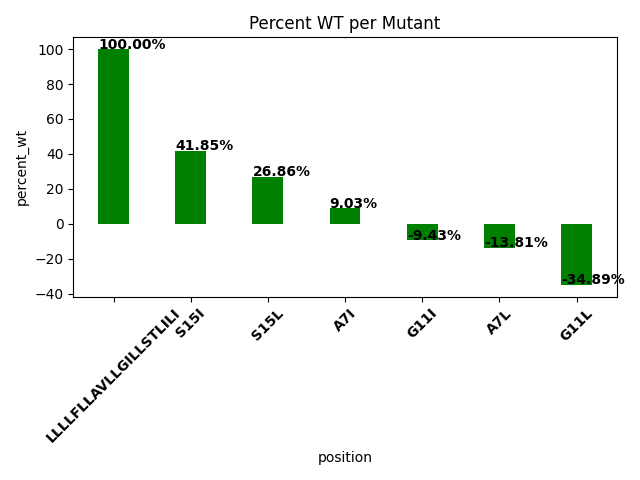 Percent WT per Mutant
percent_wt
100
80
60
40
20
0
−20
−40
100.00%
41.85%
26.86%
9.03%
-9.43%
-13.81%
-34.89%
LLLLFLLAVLLGILLSTLILI
S15I
S15L
A7I
G11I
A7L
G11L
position